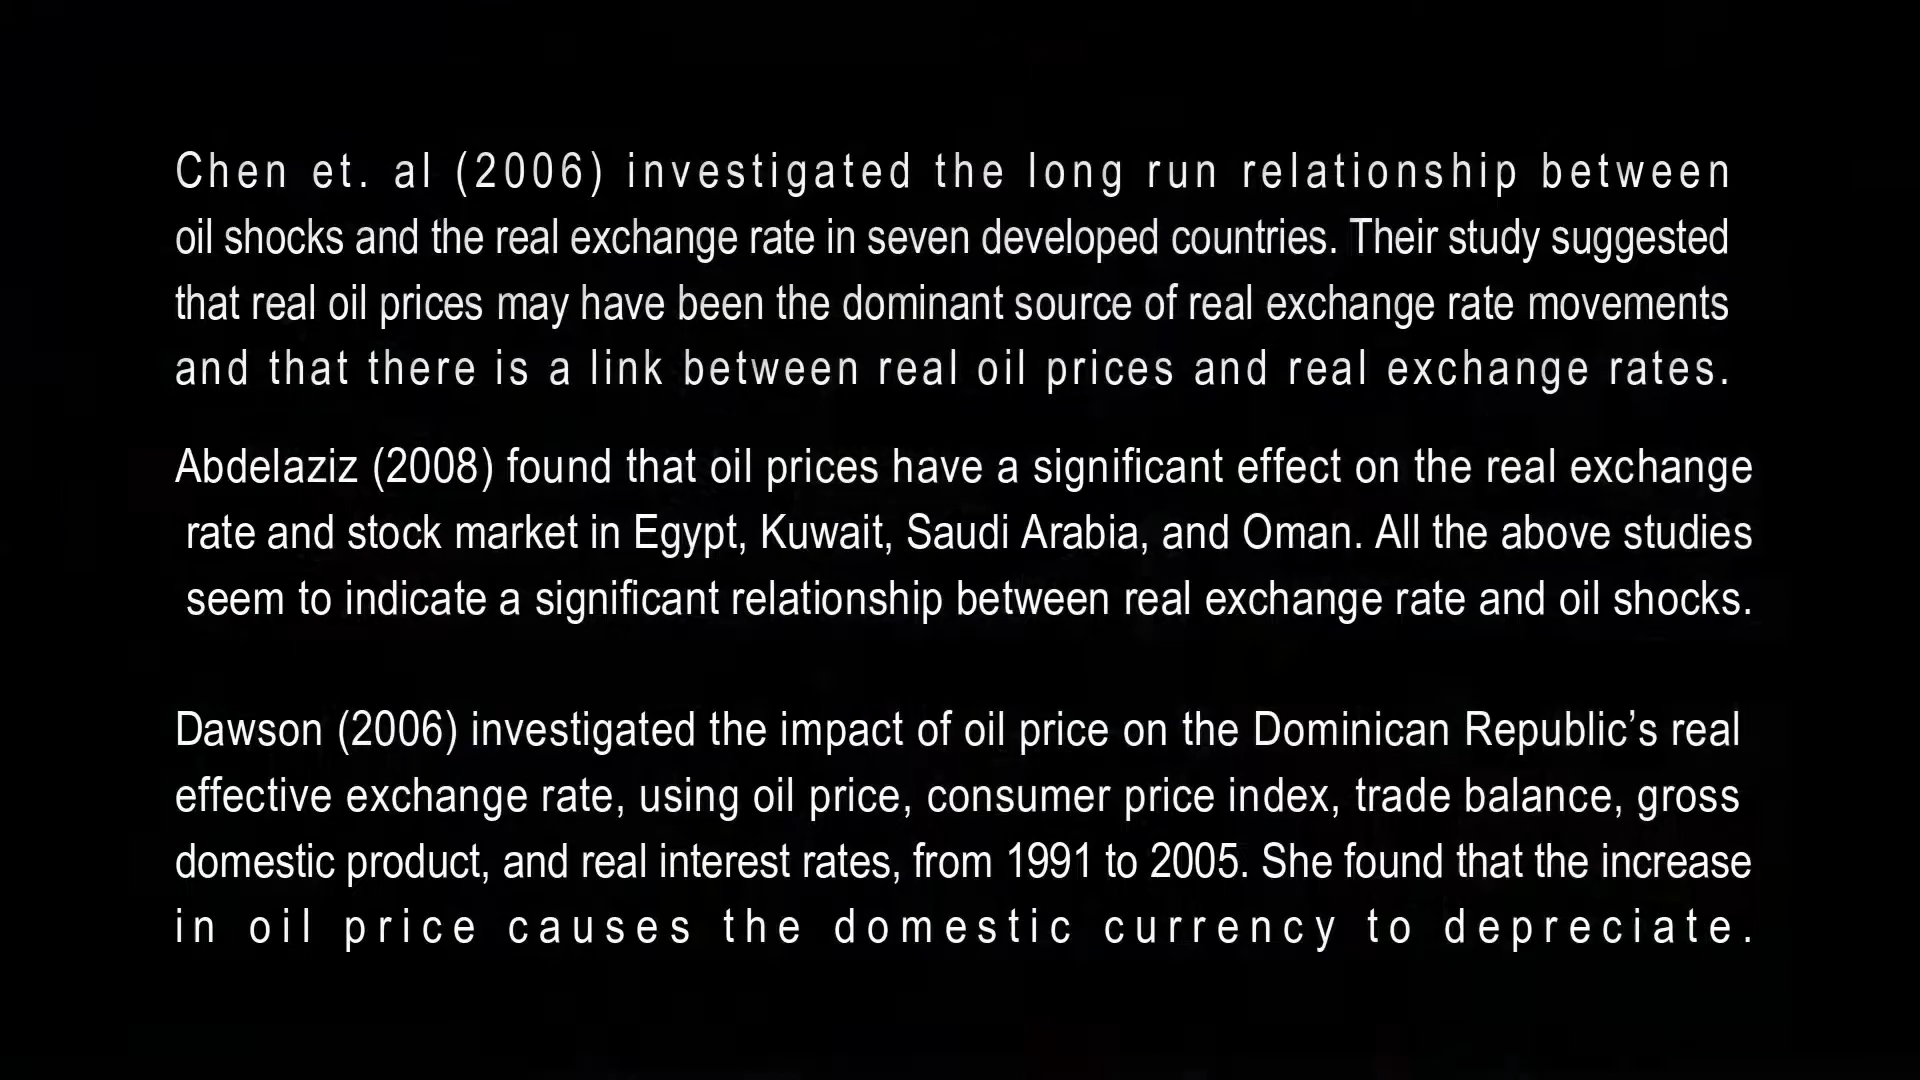 Chen et. al (2006) investigated the long run relationship between
oil shocks and the real exchange rate in seven developed countries. Their study suggested
that real oil prices may have been the dominant source of real exchange rate movements
and that there is a link between real oil prices and real exchange rates.
Abdelaziz (2008) found that oil prices have a significant effect on the real exchange
rate and stock market in Egypt, Kuwait, Saudi Arabia, and Oman. All the above studies
seem to indicate a significant relationship between real exchange rate and oil shocks.
Dawson (2006) investigated the impact of oil price on the Dominican Republic’s real
effective exchange rate, using oil price, consumer price index, trade balance, gross
domestic product, and real interest rates, from 1991 to 2005. She found that the increase
in oil price causes the domestic currency to depreciate.